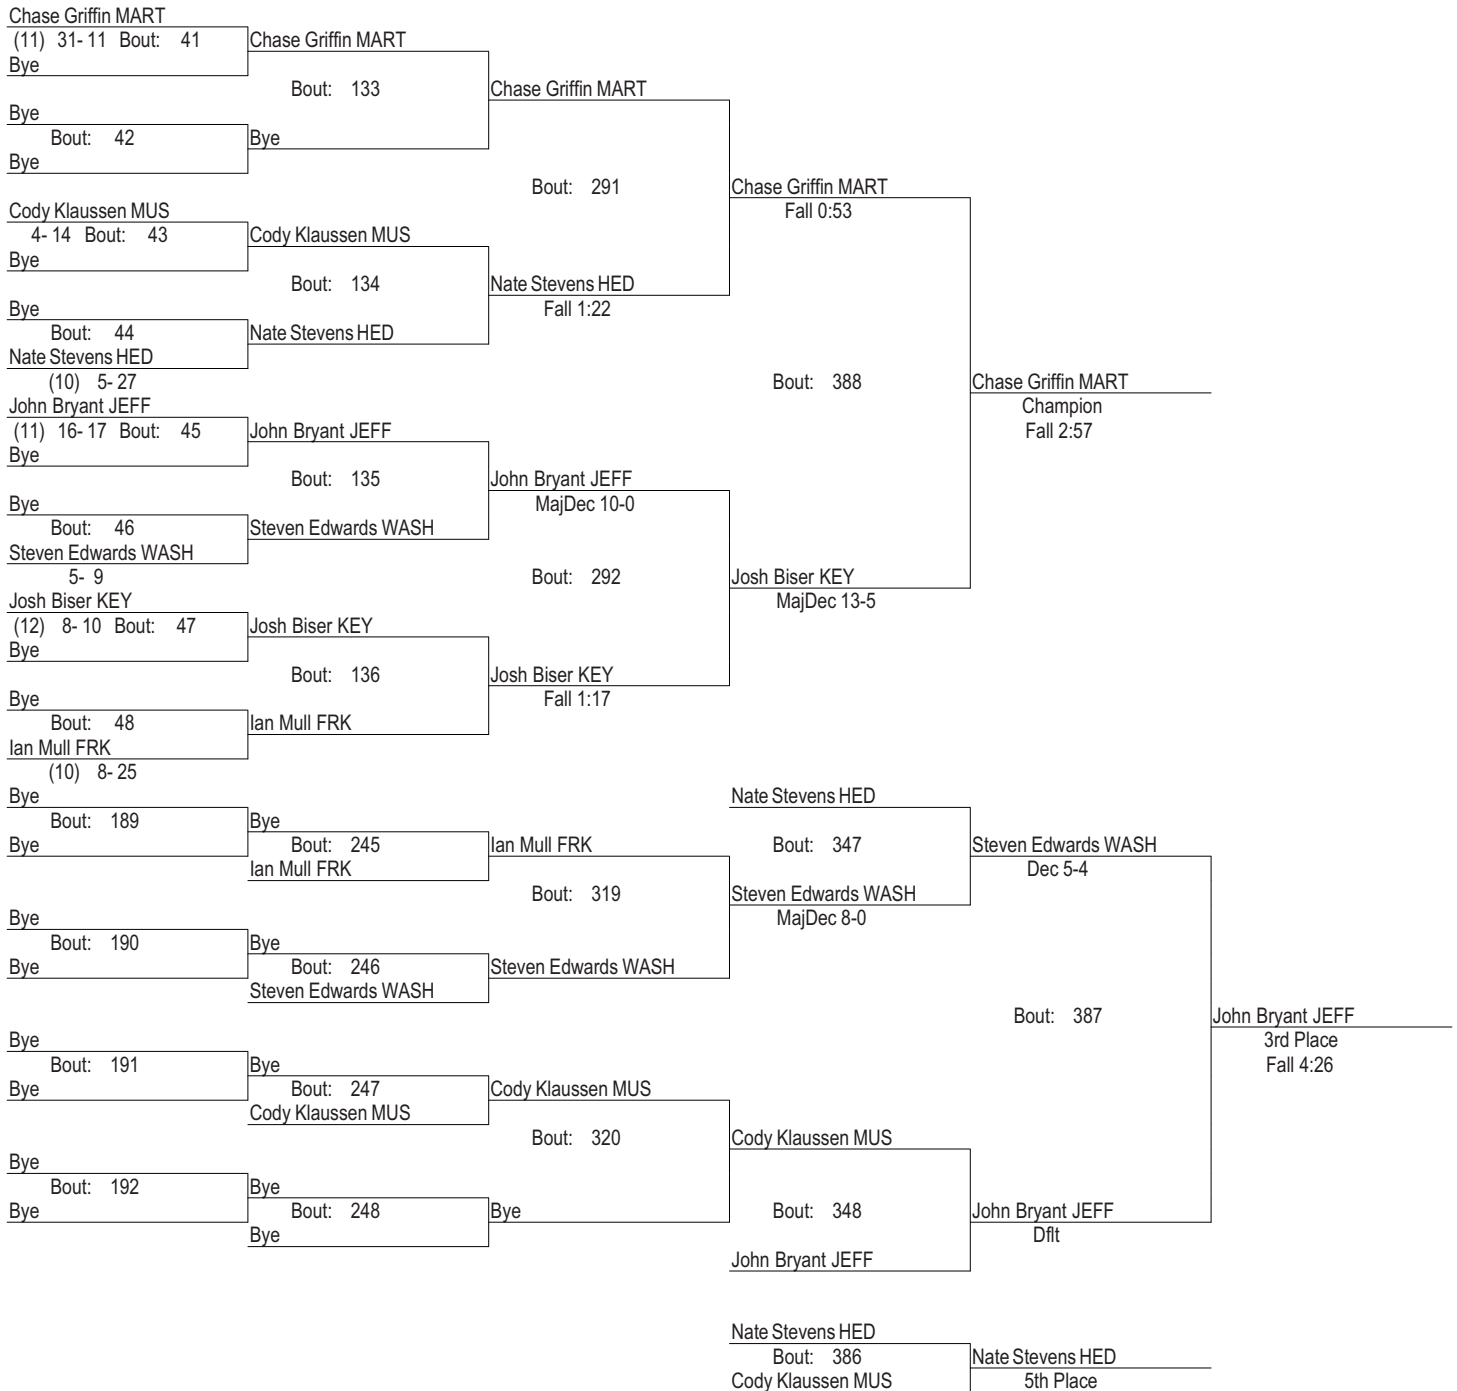 Chase Griffin MART
(11) 31- 11 Bout: 41 Chase Griffin MART
Bye
Bout: 133 Chase Griffin MART
Bye
Bout: 42 Bye
Bye
Bout: 291 Chase Griffin MART
Cody Klaussen MUS Fall 0:53
4- 14 Bout: 43 Cody Klaussen MUS
Bye
Bout: 134 Nate Stevens HED
Bye Fall 1:22
Bout: 44 Nate Stevens HED
Nate Stevens HED
(10) 5- 27 Bout: 388 Chase Griffin MART
John Bryant JEFF Champion
(11) 16- 17 Bout: 45 John Bryant JEFF Fall 2:57
Bye
Bout: 135 John Bryant JEFF
Bye MajDec 10-0
Bout: 46 Steven Edwards WASH
Steven Edwards WASH
5- 9 Bout: 292 Josh Biser KEY
Josh Biser KEY MajDec 13-5
(12) 8- 10 Bout: 47 Josh Biser KEY
Bye
Bout: 136 Josh Biser KEY
Bye Fall 1:17
Bout: 48 Ian Mull FRK
Ian Mull FRK
(10) 8- 25
Bye Nate Stevens HED
Bout: 189 Bye
Bye Bout: 245 Ian Mull FRK Bout: 347 Steven Edwards WASH
Ian Mull FRK Dec 5-4
Bout: 319 Steven Edwards WASH
Bye MajDec 8-0
Bout: 190 Bye
Bye Bout: 246 Steven Edwards WASH
Steven Edwards WASH
Bout: 387 John Bryant JEFF
Bye 3rd Place
Bout: 191 Bye Fall 4:26
Bye Bout: 247 Cody Klaussen MUS
Cody Klaussen MUS
Bout: 320 Cody Klaussen MUS
Bye
Bout: 192 Bye
Bye Bout: 248 Bye Bout: 348 John Bryant JEFF
Bye Dflt
John Bryant JEFF
Nate Stevens HED
Bout: 386 Nate Stevens HED
Cody Klaussen MUS 5th Place